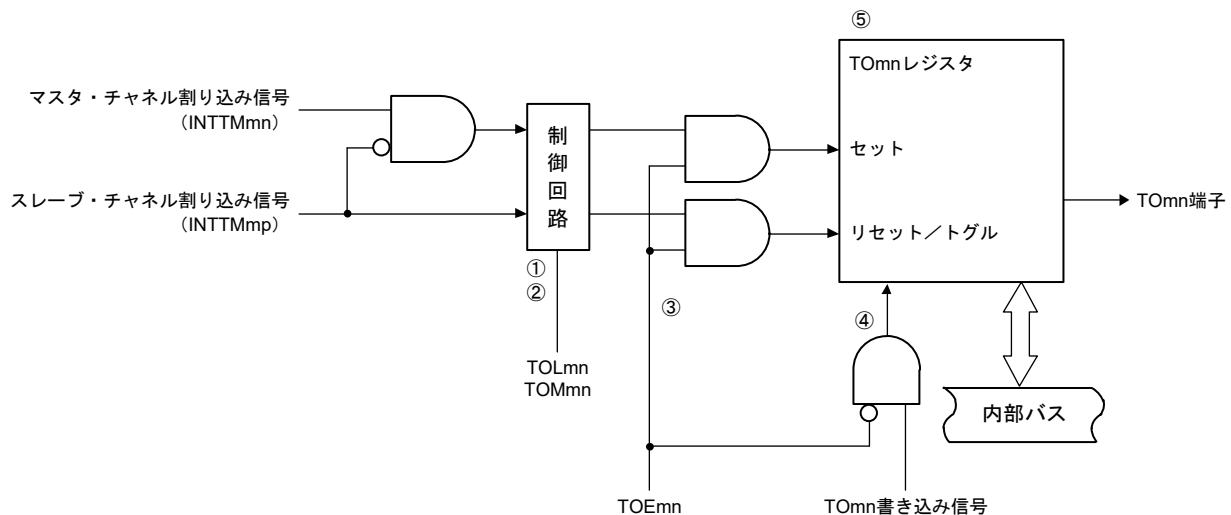 ⑤
TOmnレジスタ
マスタ・チャネル割り込み信号
（INTTMmn）
制
御
回
路
セット
スレーブ・チャネル割り込み信号
（INTTMmp）
TOmn端子
リセット／トグル
①
②
③
④
TOLmn
TOMmn
内部バス
TOEmn
TOmn書き込み信号